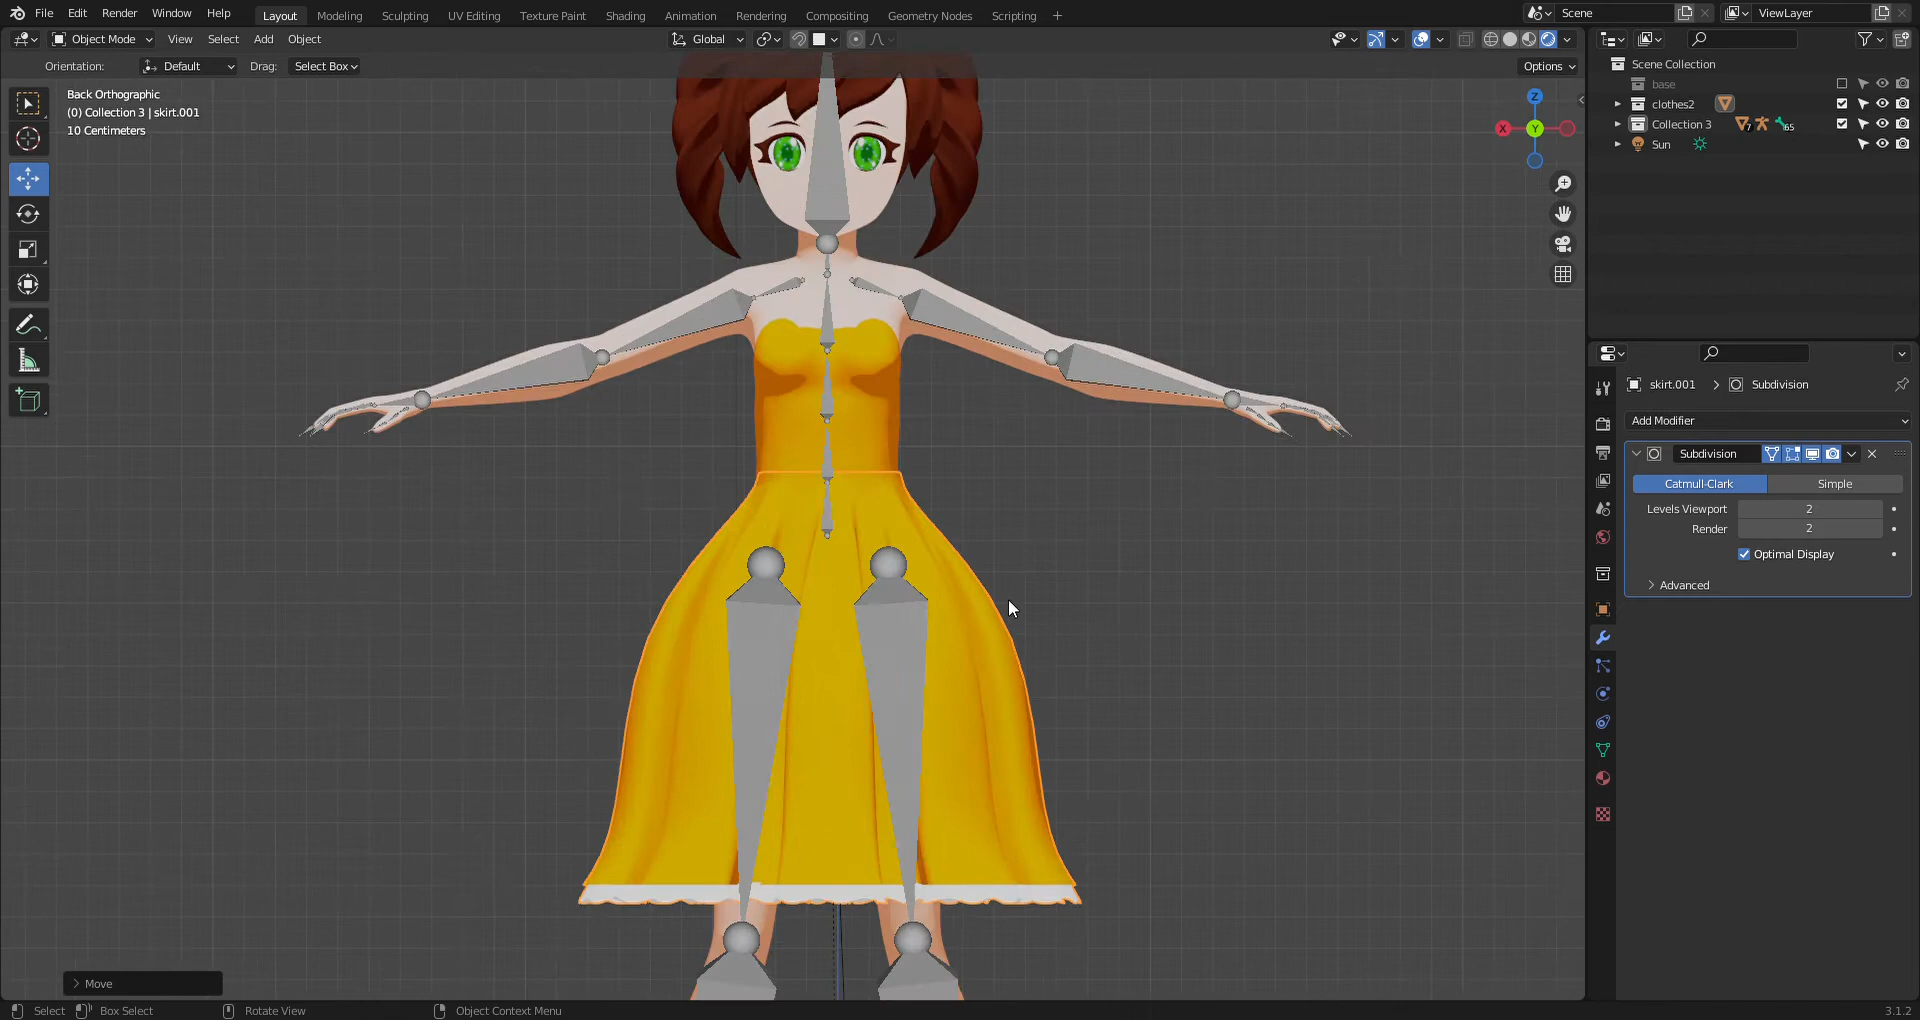 File Edit Render Window Help Layout Modeling Sculpting UV Editing Texture Paint Shading Animation Rendering Compositing Geometry Nodes Scripting + Scene ViewLayer
Object Mode View Select Add Object Global
Orientation: Default Drag: Select Box Options
Back Orthographic
(0) Collection 3 | skirt.001
10 Centimeters
Z
X
Y
Scene Collection
base
clothes2
Collection 3 7 65
Sun
skirt.001 > Subdivision
Add Modifier
Subdivision
Catmull-Clark Simple
Levels Viewport 2
Render 2
Optimal Display
Advanced
Move
Select Box Select Rotate View Object Context Menu 3.1.2